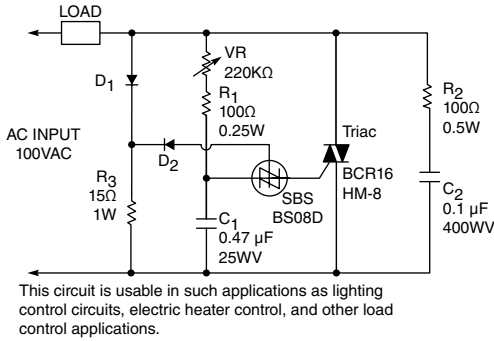 LOAD
VR
220KΩ
D1
R1
100Ω
0.25W
R2
100Ω
0.5W
AC INPUT
100VAC
Triac
D2
BCR16
HM-8
R3
15Ω
1W
SBS
BS08D
C1
0.47 µF
25WV
C2
0.1 µF
400WV
This circuit is usable in such applications as lighting
control circuits, electric heater control, and other load
control applications.